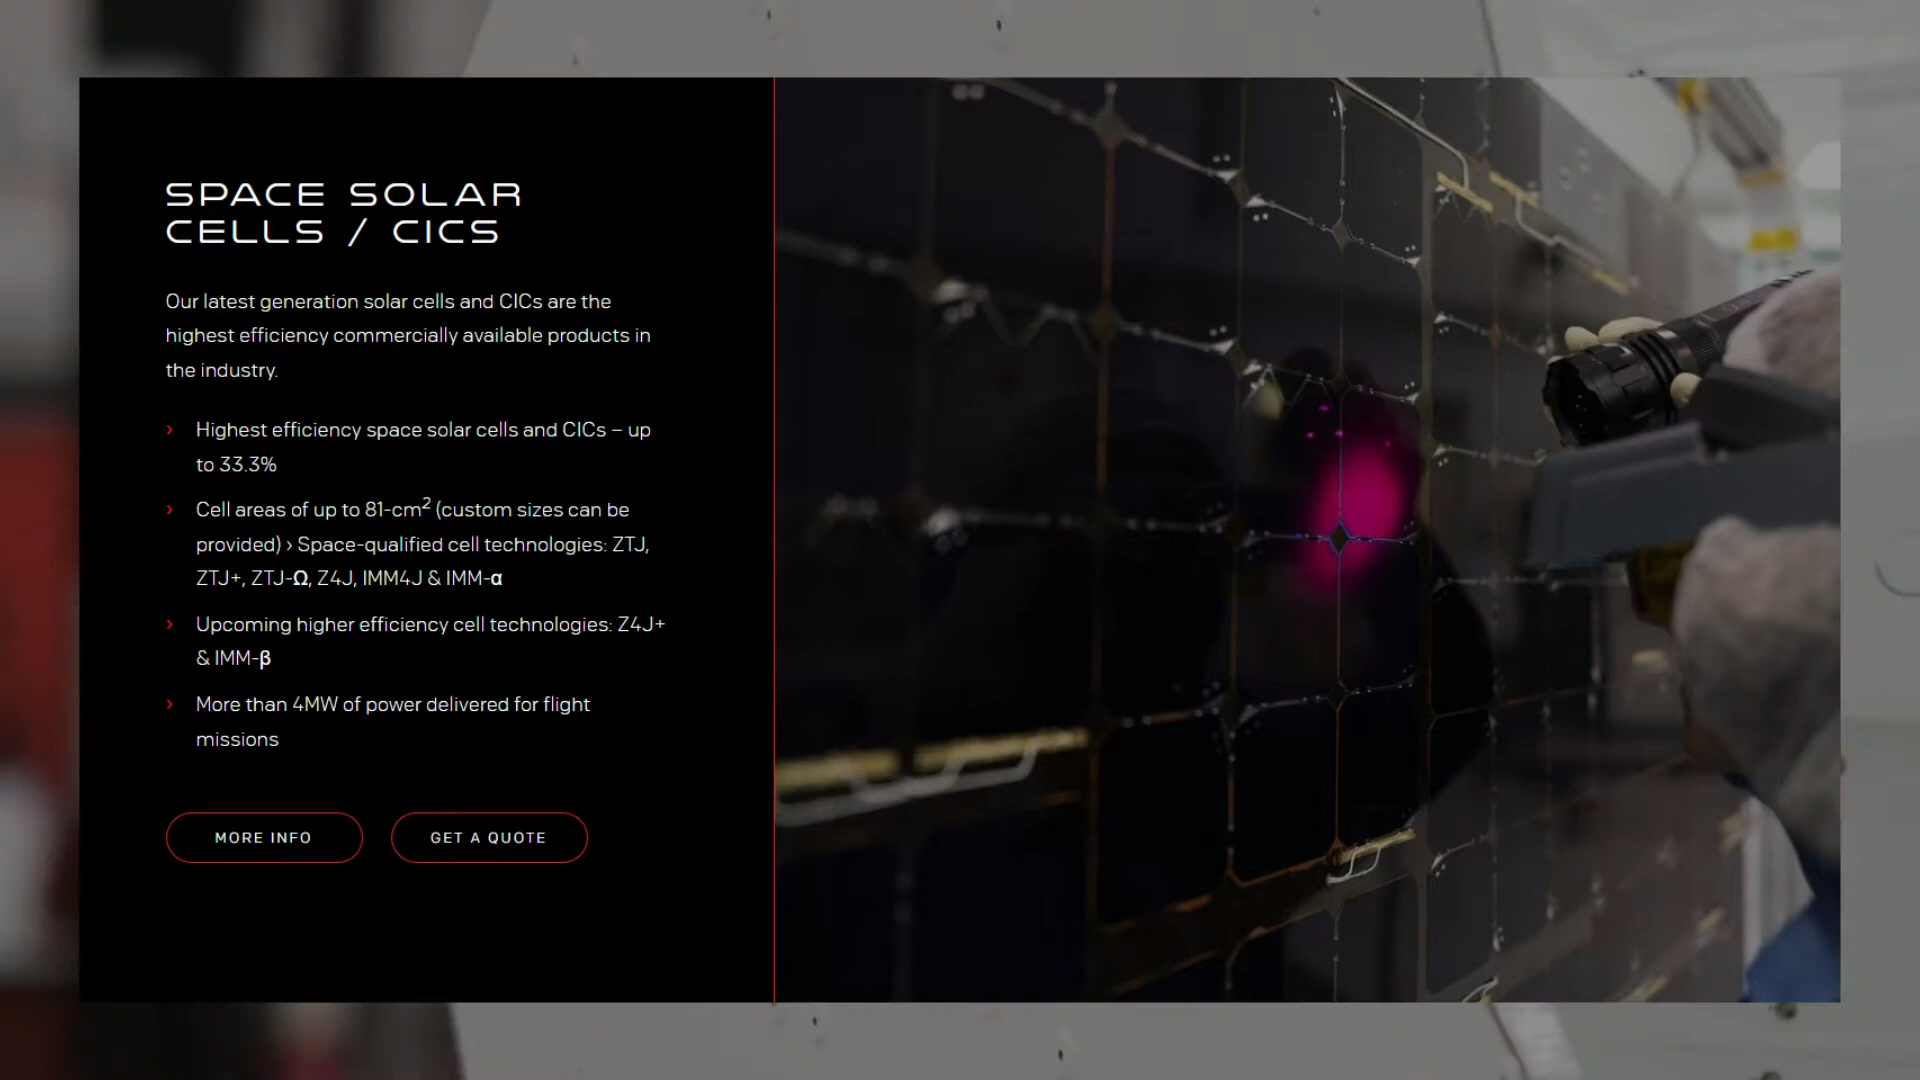 SPACE SOLAR
CELLS / CICS
Our latest generation solar cells and CICs are the
highest efficiency commercially available products in
the industry.
› Highest efficiency space solar cells and CICs – up
to 33.3%
› Cell areas of up to 81-cm² (custom sizes can be
provided) › Space-qualified cell technologies: ZTJ,
ZTJ+, ZTJ-Ω, Z4J, IMM4J & IMM-α
› Upcoming higher efficiency cell technologies: Z4J+
& IMM-β
› More than 4MW of power delivered for flight
missions
MORE INFO GET A QUOTE